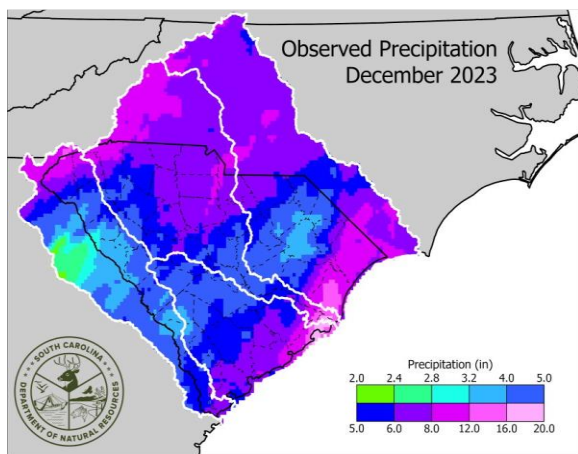 Observed Precipitation
December 2023
SOUTH CAROLINA
DEPARTMENT OF NATURAL RESOURCES
Precipitation (in)
2.0 2.4 2.8 3.2 4.0 5.0
5.0 6.0 8.0 12.0 16.0 20.0